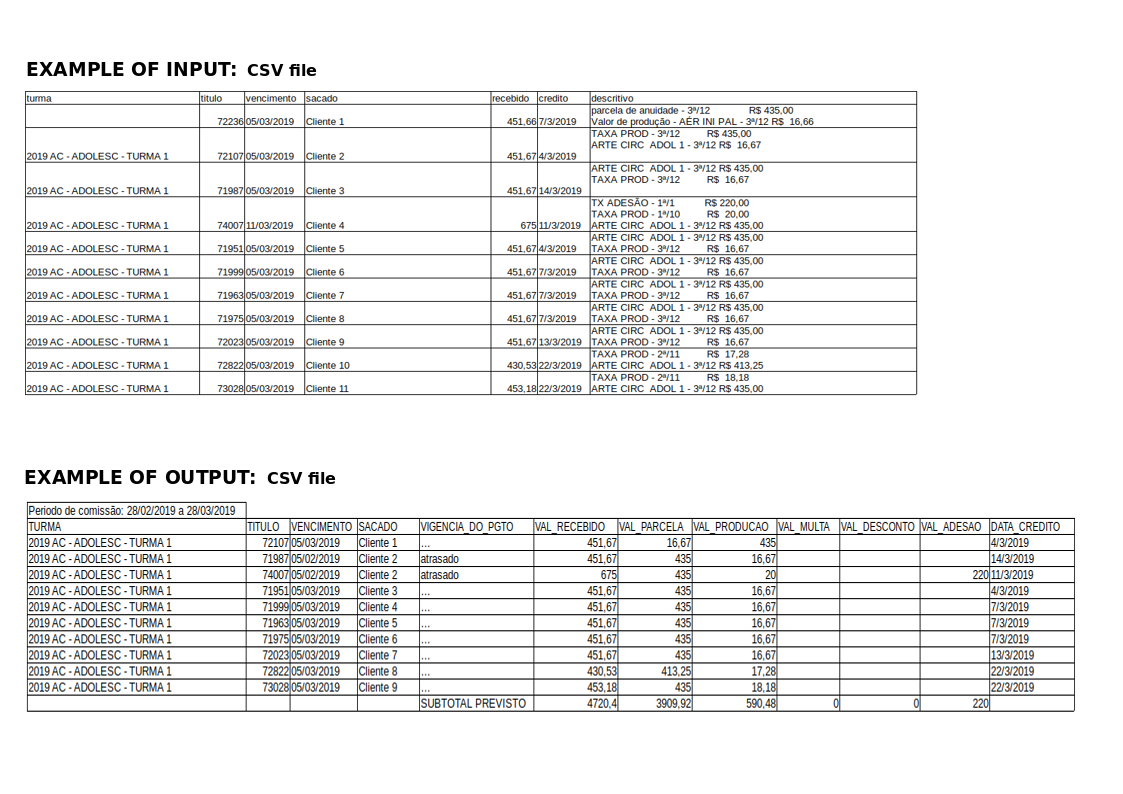 EXAMPLE OF INPUT: CSV file
turma titulo vencimento sacado recebido credito descritivo
parcela de anuidade - 3ª/12 R$ 435,00
72236 05/03/2019 Cliente 1 451,66 7/3/2019 Valor de produção - AÉR INI PAL - 3ª/12 R$ 16,66
TAXA PROD - 3ª/12 R$ 435,00
ARTE CIRC ADOL 1 - 3ª/12 R$ 16,67
2019 AC - ADOLESC - TURMA 1 72107 05/03/2019 Cliente 2 451,67 4/3/2019
ARTE CIRC ADOL 1 - 3ª/12 R$ 435,00
TAXA PROD - 3ª/12 R$ 16,67
2019 AC - ADOLESC - TURMA 1 71987 05/03/2019 Cliente 3 451,67 14/3/2019
TX ADESÃO - 1ª/1 R$ 220,00
TAXA PROD - 1ª/10 R$ 20,00
2019 AC - ADOLESC - TURMA 1 74007 11/03/2019 Cliente 4 675 11/3/2019 ARTE CIRC ADOL 1 - 3ª/12 R$ 435,00
ARTE CIRC ADOL 1 - 3ª/12 R$ 435,00
2019 AC - ADOLESC - TURMA 1 71951 05/03/2019 Cliente 5 451,67 4/3/2019 TAXA PROD - 3ª/12 R$ 16,67
ARTE CIRC ADOL 1 - 3ª/12 R$ 435,00
2019 AC - ADOLESC - TURMA 1 71999 05/03/2019 Cliente 6 451,67 7/3/2019 TAXA PROD - 3ª/12 R$ 16,67
ARTE CIRC ADOL 1 - 3ª/12 R$ 435,00
2019 AC - ADOLESC - TURMA 1 71963 05/03/2019 Cliente 7 451,67 7/3/2019 TAXA PROD - 3ª/12 R$ 16,67
ARTE CIRC ADOL 1 - 3ª/12 R$ 435,00
2019 AC - ADOLESC - TURMA 1 71975 05/03/2019 Cliente 8 451,67 7/3/2019 TAXA PROD - 3ª/12 R$ 16,67
ARTE CIRC ADOL 1 - 3ª/12 R$ 435,00
2019 AC - ADOLESC - TURMA 1 72023 05/03/2019 Cliente 9 451,67 13/3/2019 TAXA PROD - 3ª/12 R$ 16,67
TAXA PROD - 2ª/11 R$ 17,28
2019 AC - ADOLESC - TURMA 1 72822 05/03/2019 Cliente 10 430,53 22/3/2019 ARTE CIRC ADOL 1 - 3ª/12 R$ 413,25
TAXA PROD - 2ª/11 R$ 18,18
2019 AC - ADOLESC - TURMA 1 73028 05/03/2019 Cliente 11 453,18 22/3/2019 ARTE CIRC ADOL 1 - 3ª/12 R$ 435,00
EXAMPLE OF OUTPUT: CSV file
Periodo de comissão: 28/02/2019 a 28/03/2019
TURMA TITULO VENCIMENTO SACADO VIGENCIA_DO_PGTO VAL_RECEBIDO VAL_PARCELA VAL_PRODUCAO VAL_MULTA VAL_DESCONTO VAL_ADESAO DATA_CREDITO
2019 AC - ADOLESC - TURMA 1 72107 05/03/2019 Cliente 1 ... 451,67 16,67 435 4/3/2019
2019 AC - ADOLESC - TURMA 1 71987 05/02/2019 Cliente 2 atrasado 451,67 435 16,67 14/3/2019
2019 AC - ADOLESC - TURMA 1 74007 05/02/2019 Cliente 2 atrasado 675 435 20 220 11/3/2019
2019 AC - ADOLESC - TURMA 1 71951 05/03/2019 Cliente 3 ... 451,67 435 16,67 4/3/2019
2019 AC - ADOLESC - TURMA 1 71999 05/03/2019 Cliente 4 ... 451,67 435 16,67 7/3/2019
2019 AC - ADOLESC - TURMA 1 71963 05/03/2019 Cliente 5 ... 451,67 435 16,67 7/3/2019
2019 AC - ADOLESC - TURMA 1 71975 05/03/2019 Cliente 6 ... 451,67 435 16,67 7/3/2019
2019 AC - ADOLESC - TURMA 1 72023 05/03/2019 Cliente 7 ... 451,67 435 16,67 13/3/2019
2019 AC - ADOLESC - TURMA 1 72822 05/03/2019 Cliente 8 ... 430,53 413,25 17,28 22/3/2019
2019 AC - ADOLESC - TURMA 1 73028 05/03/2019 Cliente 9 ... 453,18 435 18,18 22/3/2019
SUBTOTAL PREVISTO 4720,4 3909,92 590,48 0 0 220